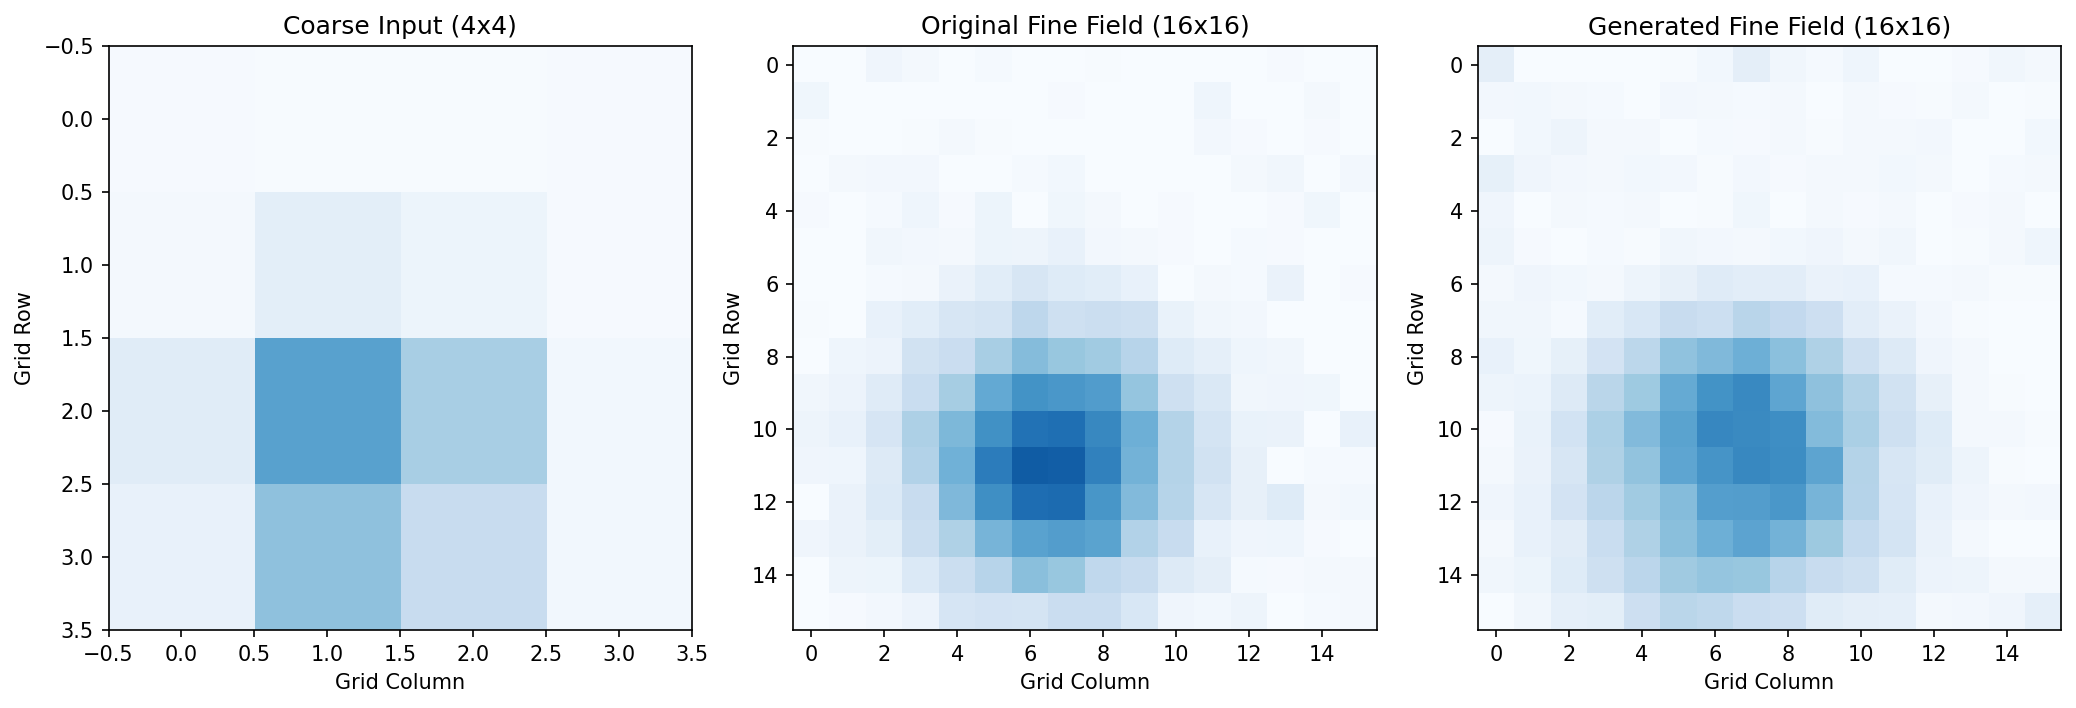 Coarse Input (4x4)
−0.5
0.0
0.5
1.0
1.5
2.0
2.5
3.0
3.5
Grid Row
−0.5 0.0 0.5 1.0 1.5 2.0 2.5 3.0 3.5
Grid Column
Original Fine Field (16x16)
0
2
4
6
8
10
12
14
Grid Row
0 2 4 6 8 10 12 14
Grid Column
Generated Fine Field (16x16)
0
2
4
6
8
10
12
14
Grid Row
0 2 4 6 8 10 12 14
Grid Column